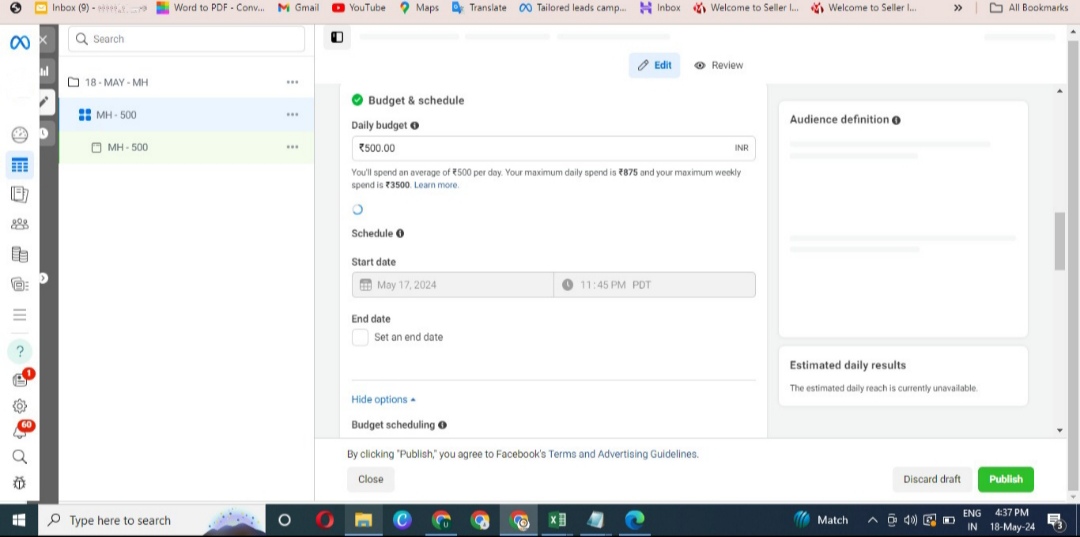 Inbox (9) - Word to PDF - Conv... Gmail YouTube Maps Translate Tailored leads camp... Inbox Welcome to Seller I... Welcome to Seller I... » All Bookmarks
Search
18 - MAY - MH
MH - 500
MH - 500
Edit Review
Budget & schedule
Daily budget
₹500.00 INR
You'll spend an average of ₹500 per day. Your maximum daily spend is ₹875 and your maximum weekly
spend is ₹3500. Learn more.
Schedule
Start date
May 17, 2024 11:45 PM PDT
End date
Set an end date
Hide options
Budget scheduling
Audience definition
Estimated daily results
The estimated daily reach is currently unavailable.
By clicking "Publish," you agree to Facebook's Terms and Advertising Guidelines.
Close Discard draft Publish
1
60
Type here to search
Match
ENG
IN
4:37 PM
18-May-24
3